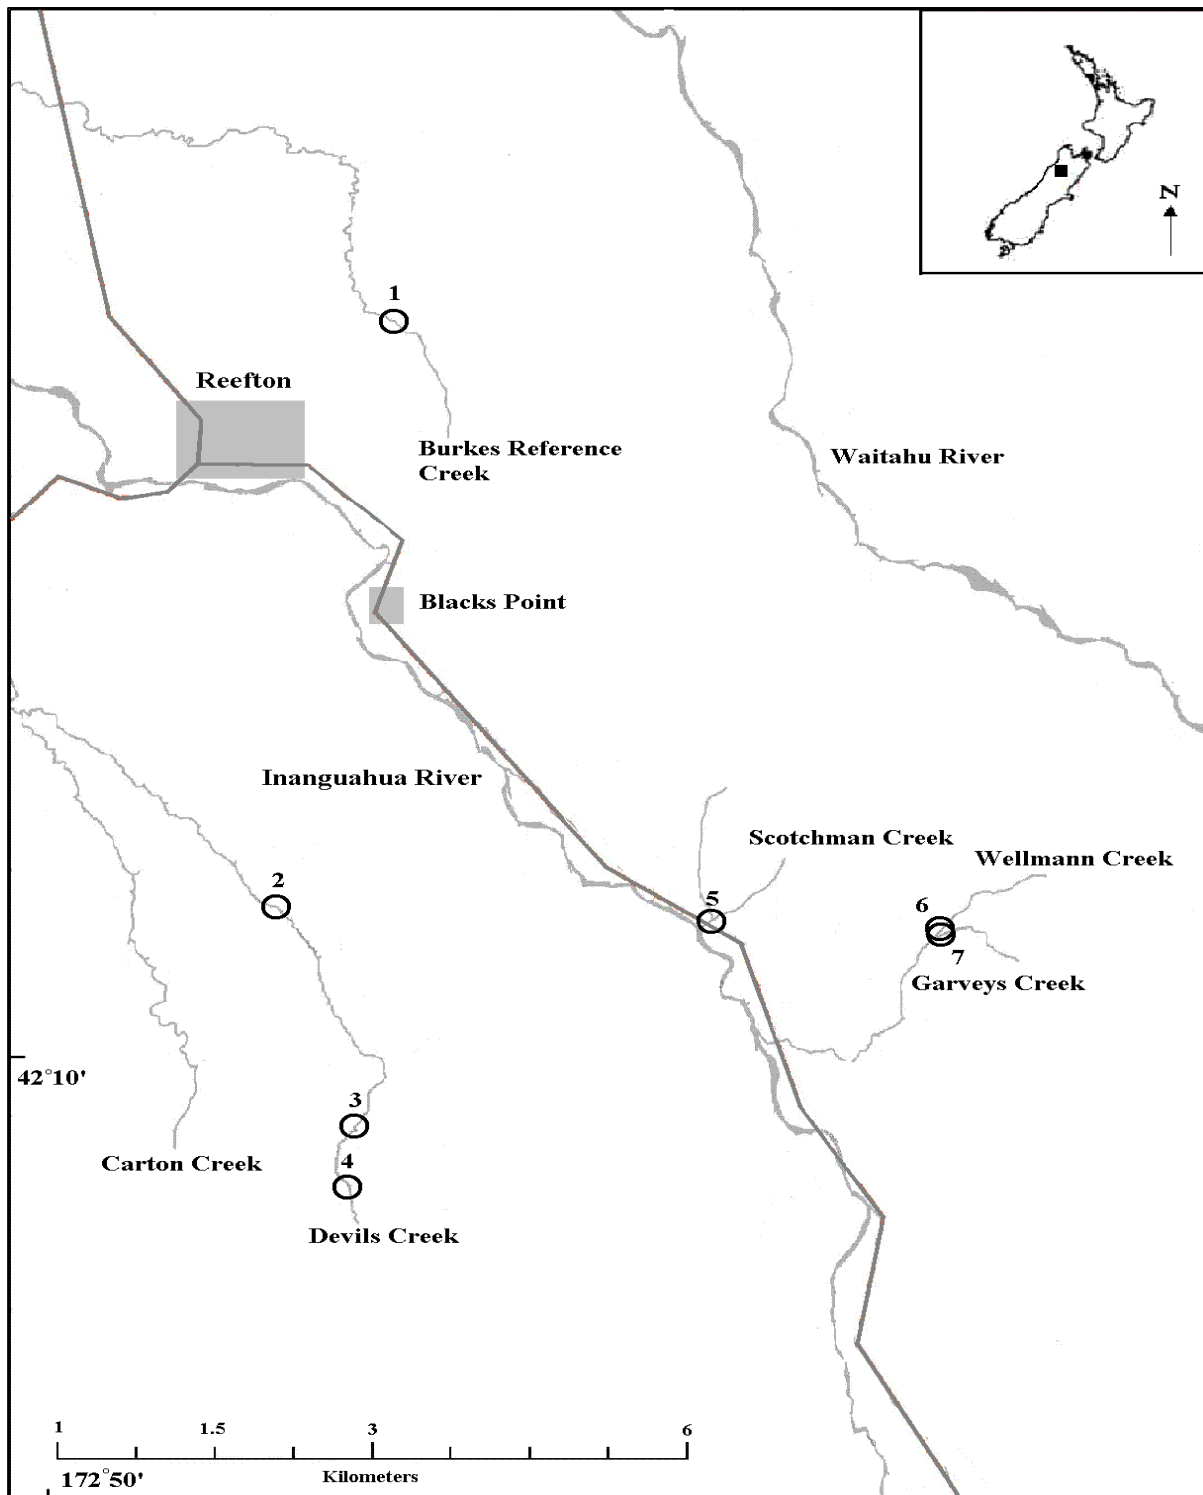 N
1
Reefton
Burkes Reference
Creek
Waitahu River
Blacks Point
Inanguahua River
Scotchman Creek
Wellmann Creek
2
5
6
7
Garveys Creek
42°10'
3
4
Carton Creek
Devils Creek
1 1.5 3 6
Kilometers
172°50'